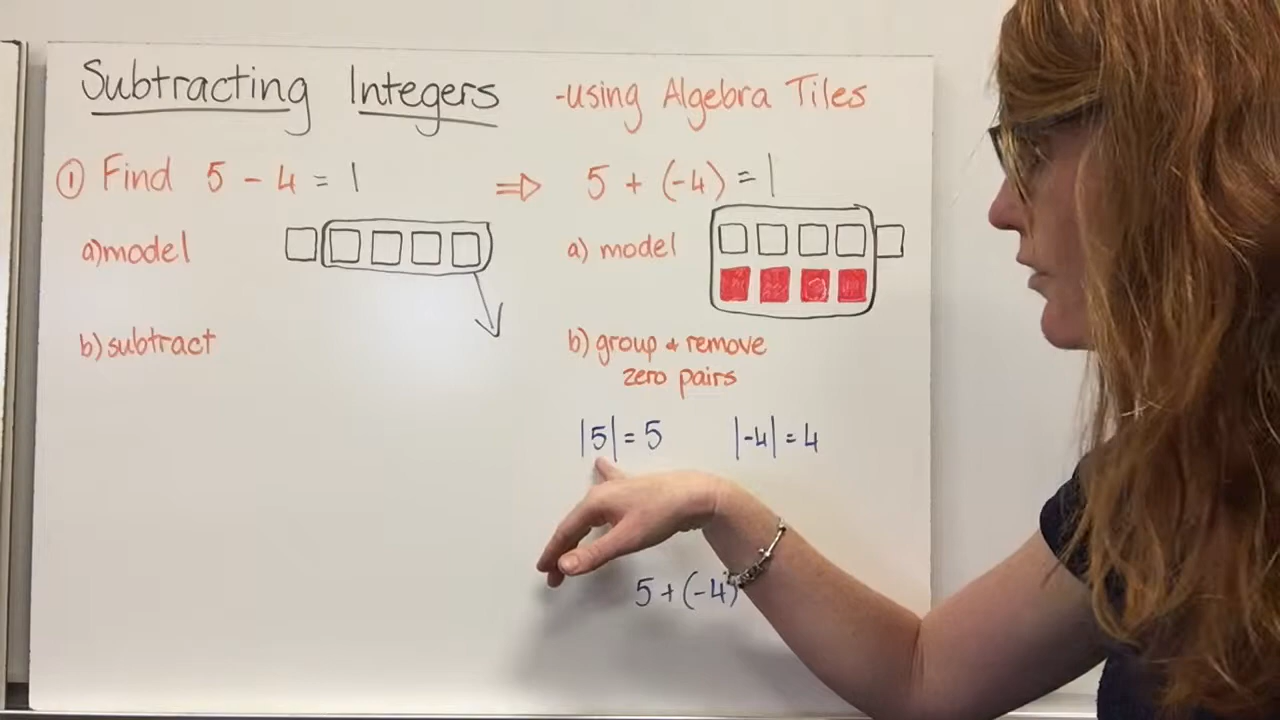 Subtracting Integers -using Algebra Tiles
① Find 5 - 4 = 1 ⇒ 5 + (-4) = 1
a) model
a) model
b) subtract
b) group + remove
zero pairs
|5| = 5 |-4| = 4
5 + (-4)